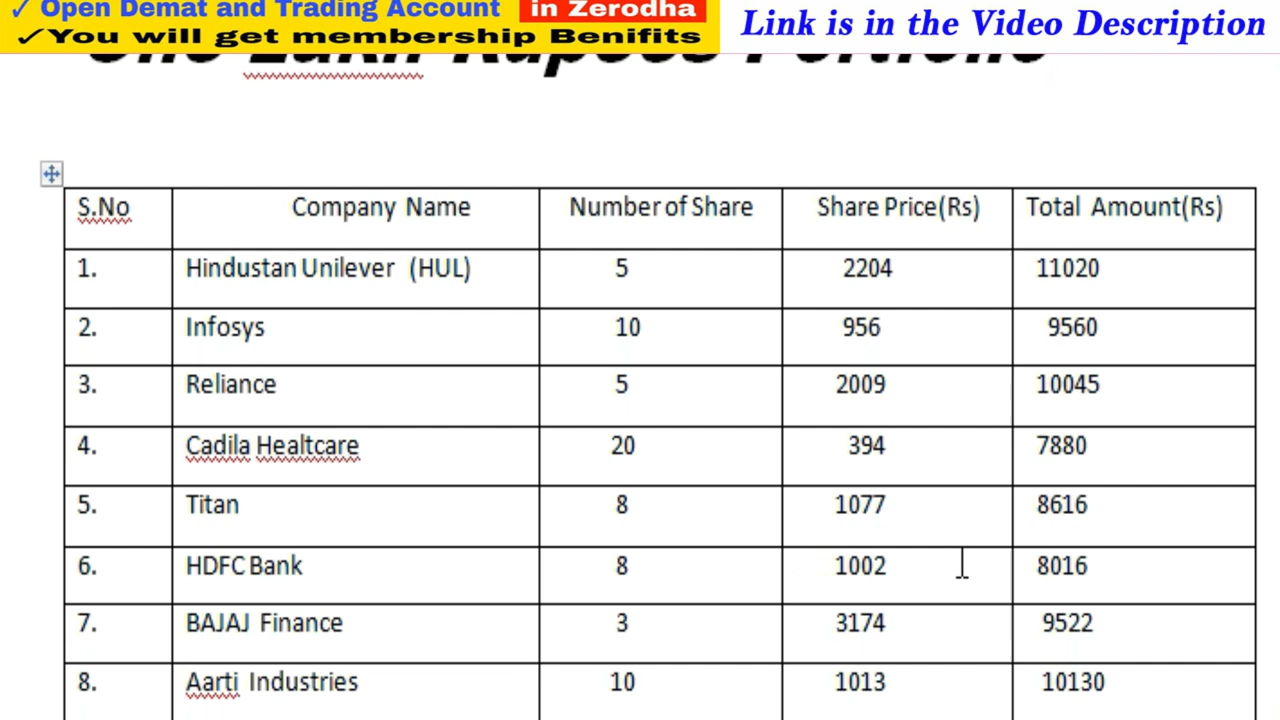 ✓ Open Demat and Trading Account in Zerodha
✓You will get membership Benifits
Link is in the Video Description
One Lakh Rupees Portfolio
S.No Company Name Number of Share Share Price(Rs) Total Amount(Rs)
1. Hindustan Unilever (HUL) 5 2204 11020
2. Infosys 10 956 9560
3. Reliance 5 2009 10045
4. Cadila Healtcare 20 394 7880
5. Titan 8 1077 8616
6. HDFC Bank 8 1002 8016
7. BAJAJ Finance 3 3174 9522
8. Aarti Industries 10 1013 10130